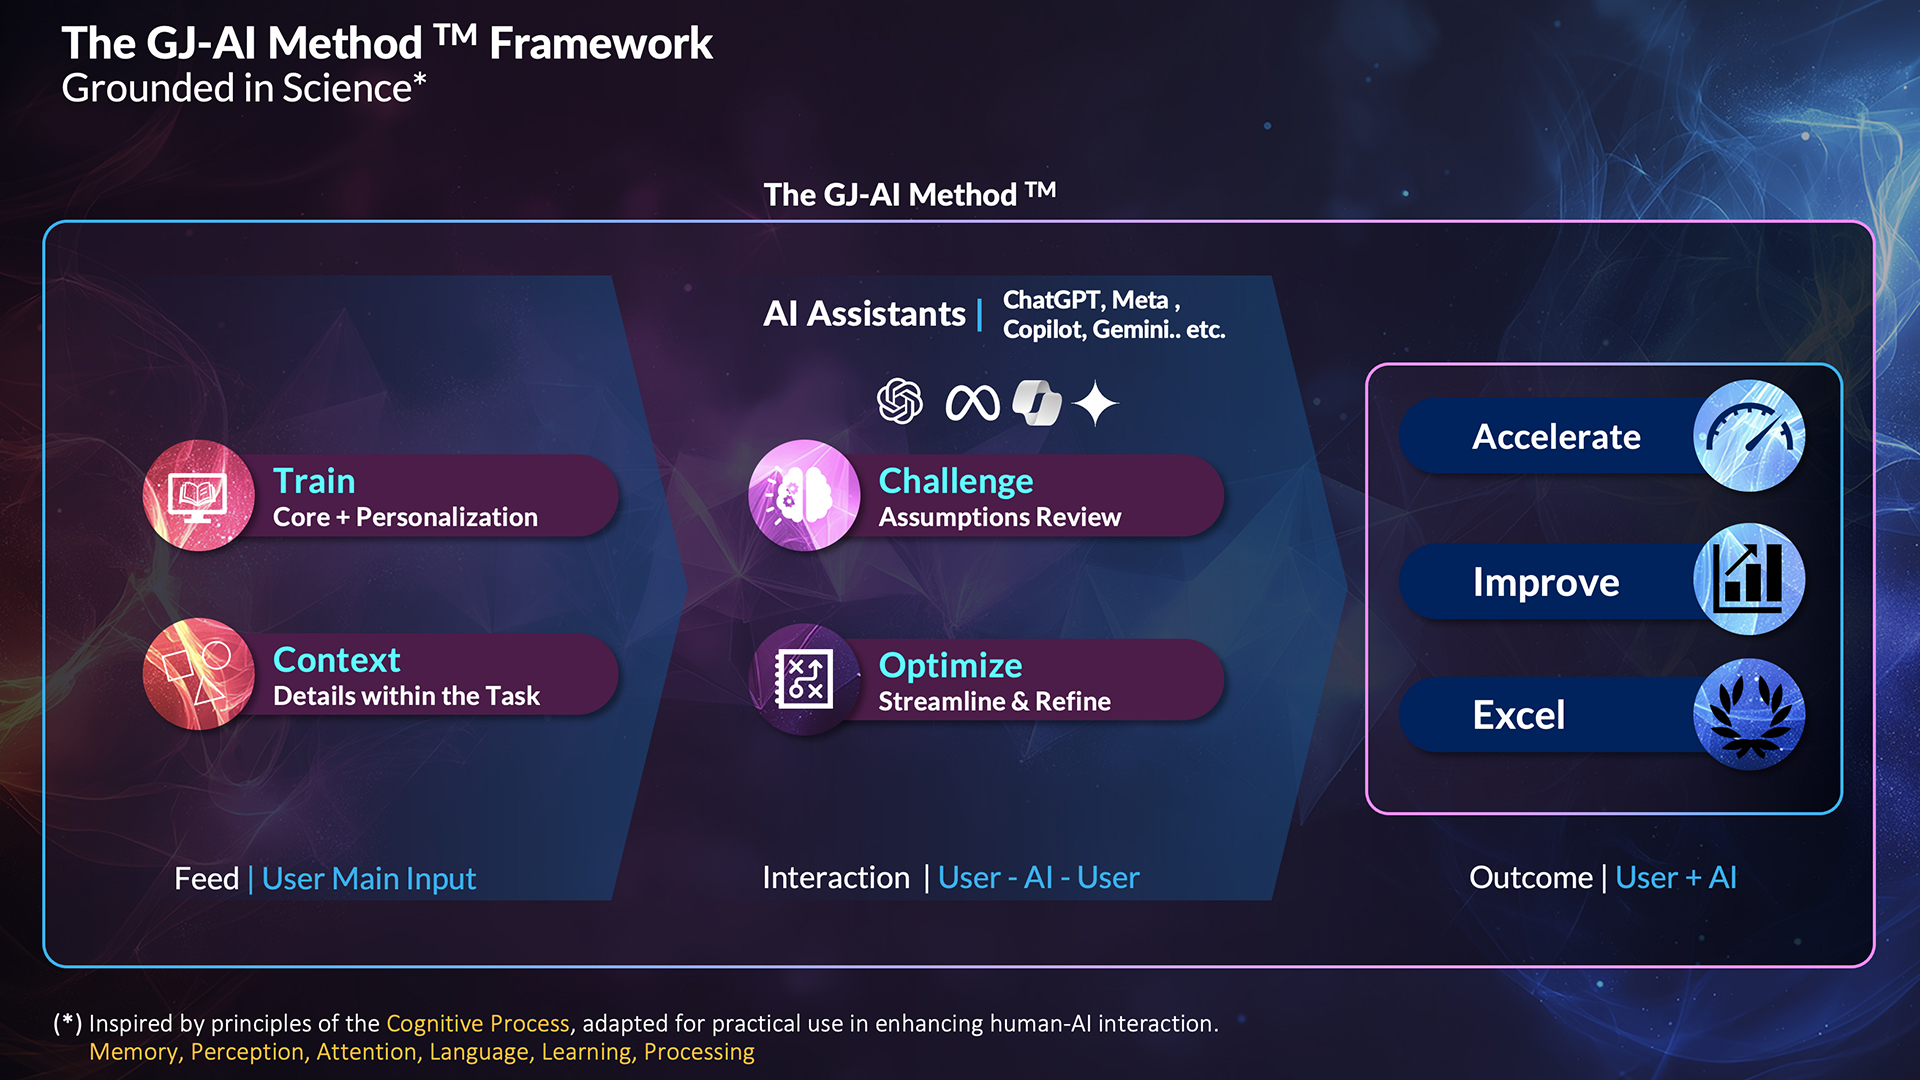 The GJ-AI Method TM Framework
Grounded in Science*
The GJ-AI Method TM
AI Assistants | ChatGPT, Meta ,
Copilot, Gemini.. etc.
Train
Core + Personalization
Context
Details within the Task
Feed | User Main Input
Challenge
Assumptions Review
Optimize
Streamline & Refine
Interaction | User - AI - User
Accelerate
Improve
Excel
Outcome | User + AI
(*) Inspired by principles of the Cognitive Process, adapted for practical use in enhancing human-AI interaction.
Memory, Perception, Attention, Language, Learning, Processing